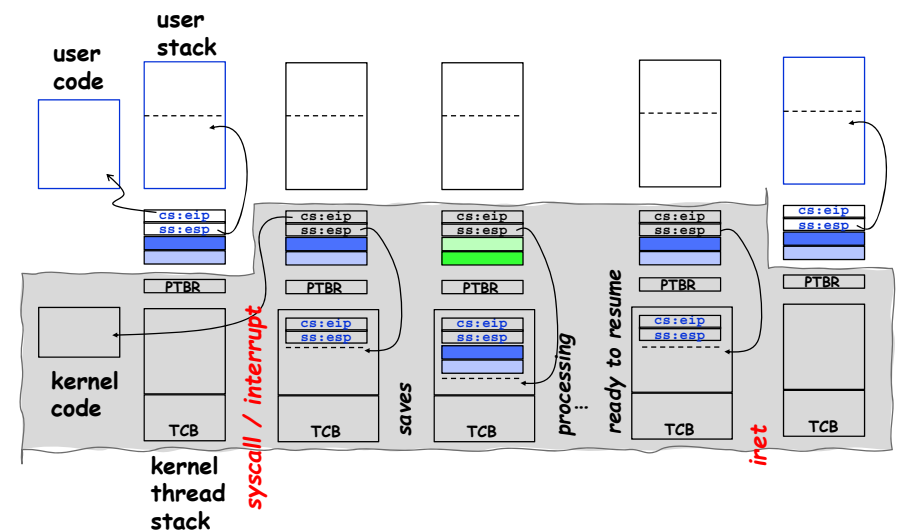 user
stack
user
code
cs:eip
ss:esp
PTBR
TCB
kernel
code
kernel
thread
stack
syscall / interrupt
cs:eip
ss:esp
PTBR
cs:eip
ss:esp
TCB
saves
cs:eip
ss:esp
PTBR
cs:eip
ss:esp
TCB
processing
...
ready to resume
cs:eip
ss:esp
PTBR
cs:eip
ss:esp
TCB
iret
cs:eip
ss:esp
PTBR
TCB